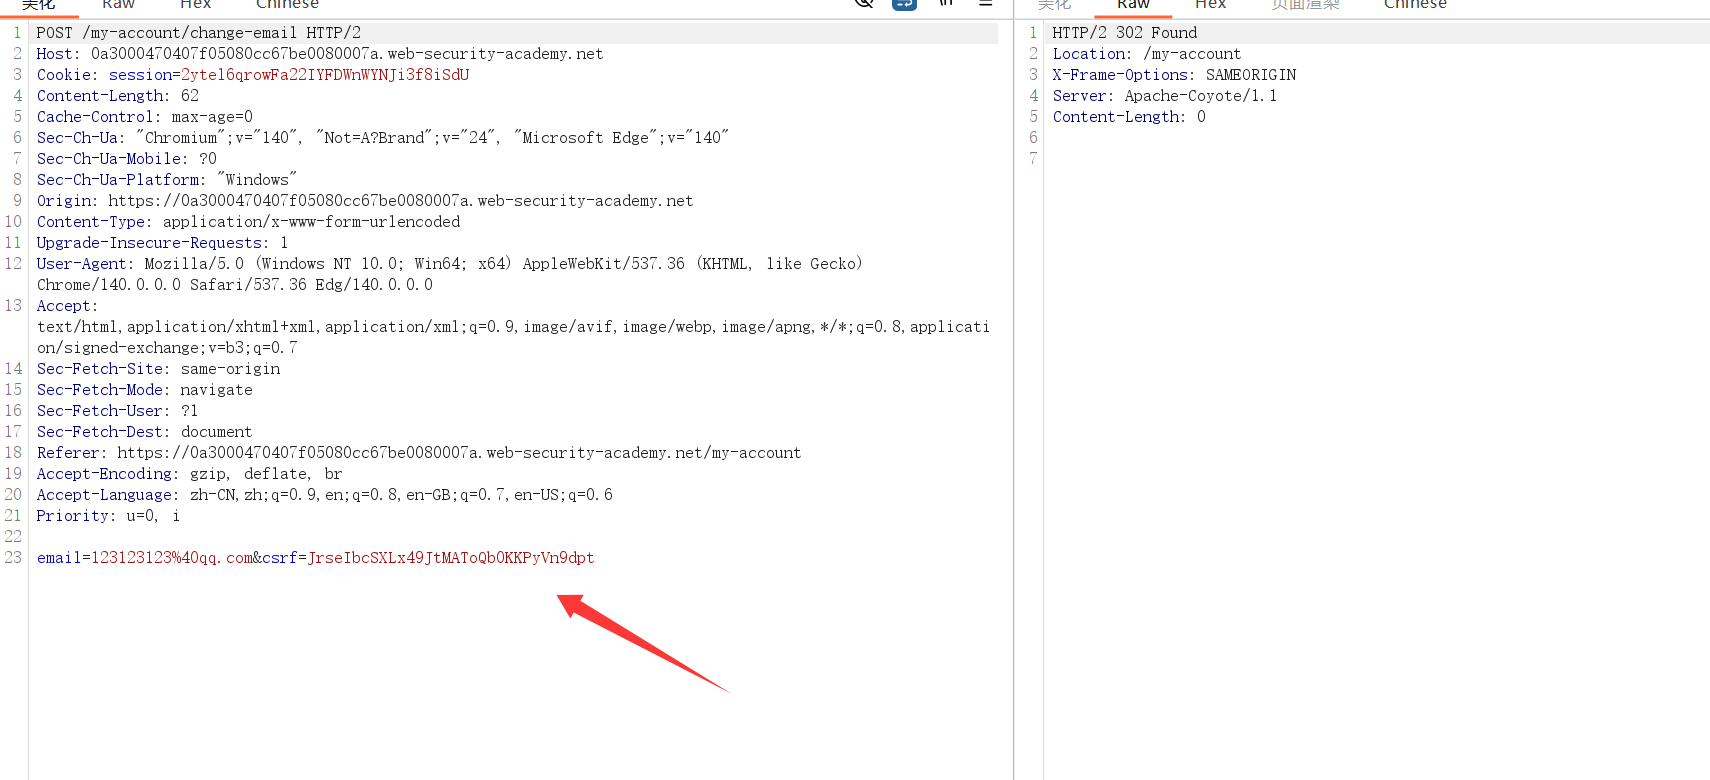 美化 Raw Hex Chinese \n
1 POST /my-account/change-email HTTP/2
2 Host: 0a3000470407f05080cc67be0080007a.web-security-academy.net
3 Cookie: session=2ytel6qrowFa22IYFDWnWYNJi3f8iSdU
4 Content-Length: 62
5 Cache-Control: max-age=0
6 Sec-Ch-Ua: "Chromium";v="140", "Not=A?Brand";v="24", "Microsoft Edge";v="140"
7 Sec-Ch-Ua-Mobile: ?0
8 Sec-Ch-Ua-Platform: "Windows"
9 Origin: https://0a3000470407f05080cc67be0080007a.web-security-academy.net
10 Content-Type: application/x-www-form-urlencoded
11 Upgrade-Insecure-Requests: 1
12 User-Agent: Mozilla/5.0 (Windows NT 10.0; Win64; x64) AppleWebKit/537.36 (KHTML, like Gecko)
Chrome/140.0.0.0 Safari/537.36 Edg/140.0.0.0
13 Accept:
text/html,application/xhtml+xml,application/xml;q=0.9,image/avif,image/webp,image/apng,*/*;q=0.8,applicati
on/signed-exchange;v=b3;q=0.7
14 Sec-Fetch-Site: same-origin
15 Sec-Fetch-Mode: navigate
16 Sec-Fetch-User: ?1
17 Sec-Fetch-Dest: document
18 Referer: https://0a3000470407f05080cc67be0080007a.web-security-academy.net/my-account
19 Accept-Encoding: gzip, deflate, br
20 Accept-Language: zh-CN,zh;q=0.9,en;q=0.8,en-GB;q=0.7,en-US;q=0.6
21 Priority: u=0, i
22
23 email=123123123%40qq.com&csrf=JrseIbcSXLx49JtMAToQb0KKPyVn9dpt
美化 Raw Hex 页面渲染 Chinese
1 HTTP/2 302 Found
2 Location: /my-account
3 X-Frame-Options: SAMEORIGIN
4 Server: Apache-Coyote/1.1
5 Content-Length: 0
6
7